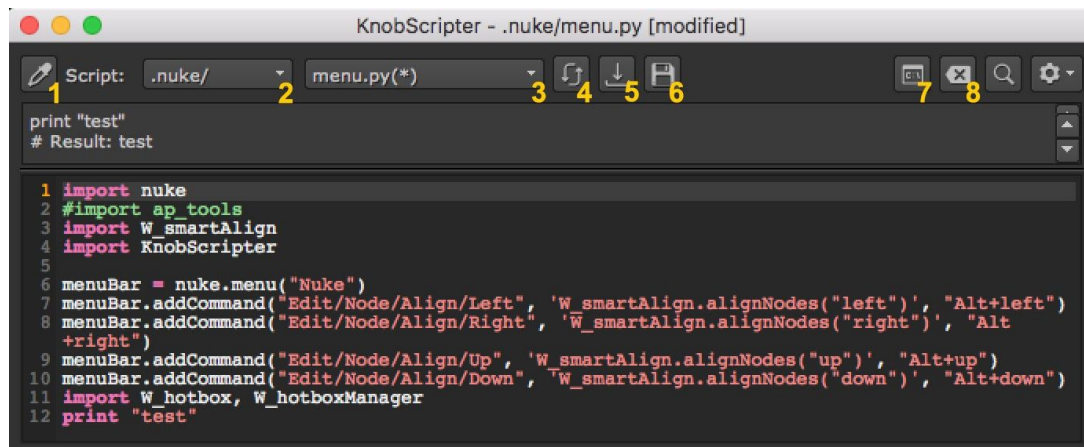 KnobScripter - .nuke/menu.py [modified]
Script: .nuke/ menu.py(*)
1 2 3 4 5 6 7 8
print "test"
# Result: test
1 import nuke
2 #import ap_tools
3 import W_smartAlign
4 import KnobScripter
5
6 menuBar = nuke.menu("Nuke")
7 menuBar.addCommand("Edit/Node/Align/Left", 'W_smartAlign.alignNodes("left")', "Alt+left")
8 menuBar.addCommand("Edit/Node/Align/Right", 'W_smartAlign.alignNodes("right")', "Alt
+right")
9 menuBar.addCommand("Edit/Node/Align/Up", 'W_smartAlign.alignNodes("up")', "Alt+up")
10 menuBar.addCommand("Edit/Node/Align/Down", 'W_smartAlign.alignNodes("down")', "Alt+down")
11 import W_hotbox, W_hotboxManager
12 print "test"